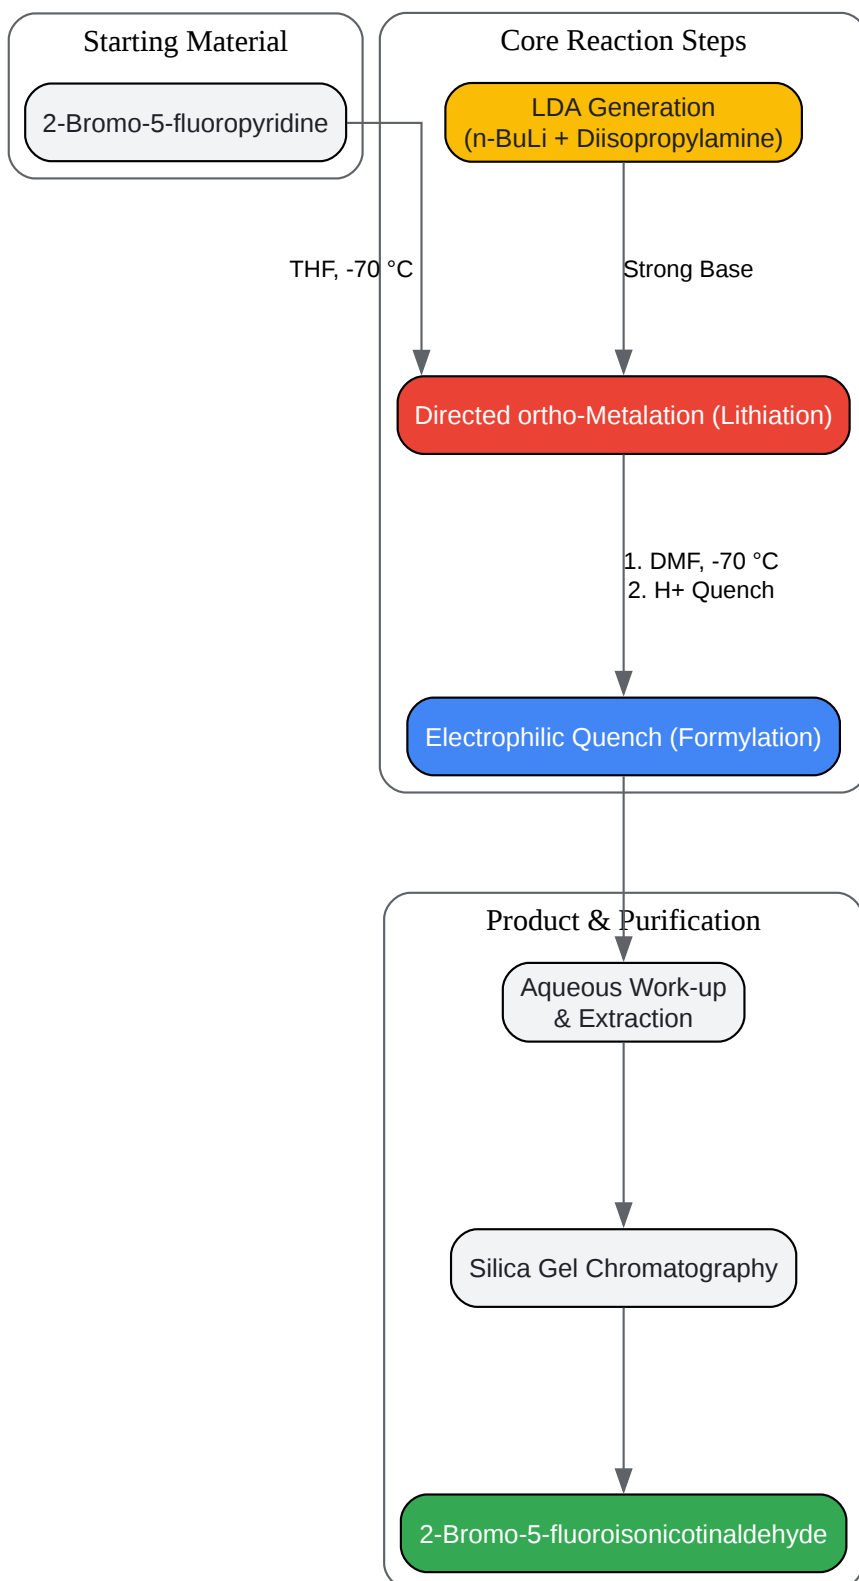 Starting Material
Core Reaction Steps
2-Bromo-5-fluoropyridine
LDA Generation
(n-BuLi + Diisopropylamine)
THF, -70 °C
Strong Base
Directed ortho-Metalation (Lithiation)
1. DMF, -70 °C
2. H+ Quench
Electrophilic Quench (Formylation)
Product & Purification
Aqueous Work-up
& Extraction
Silica Gel Chromatography
2-Bromo-5-fluoroisonicotinaldehyde